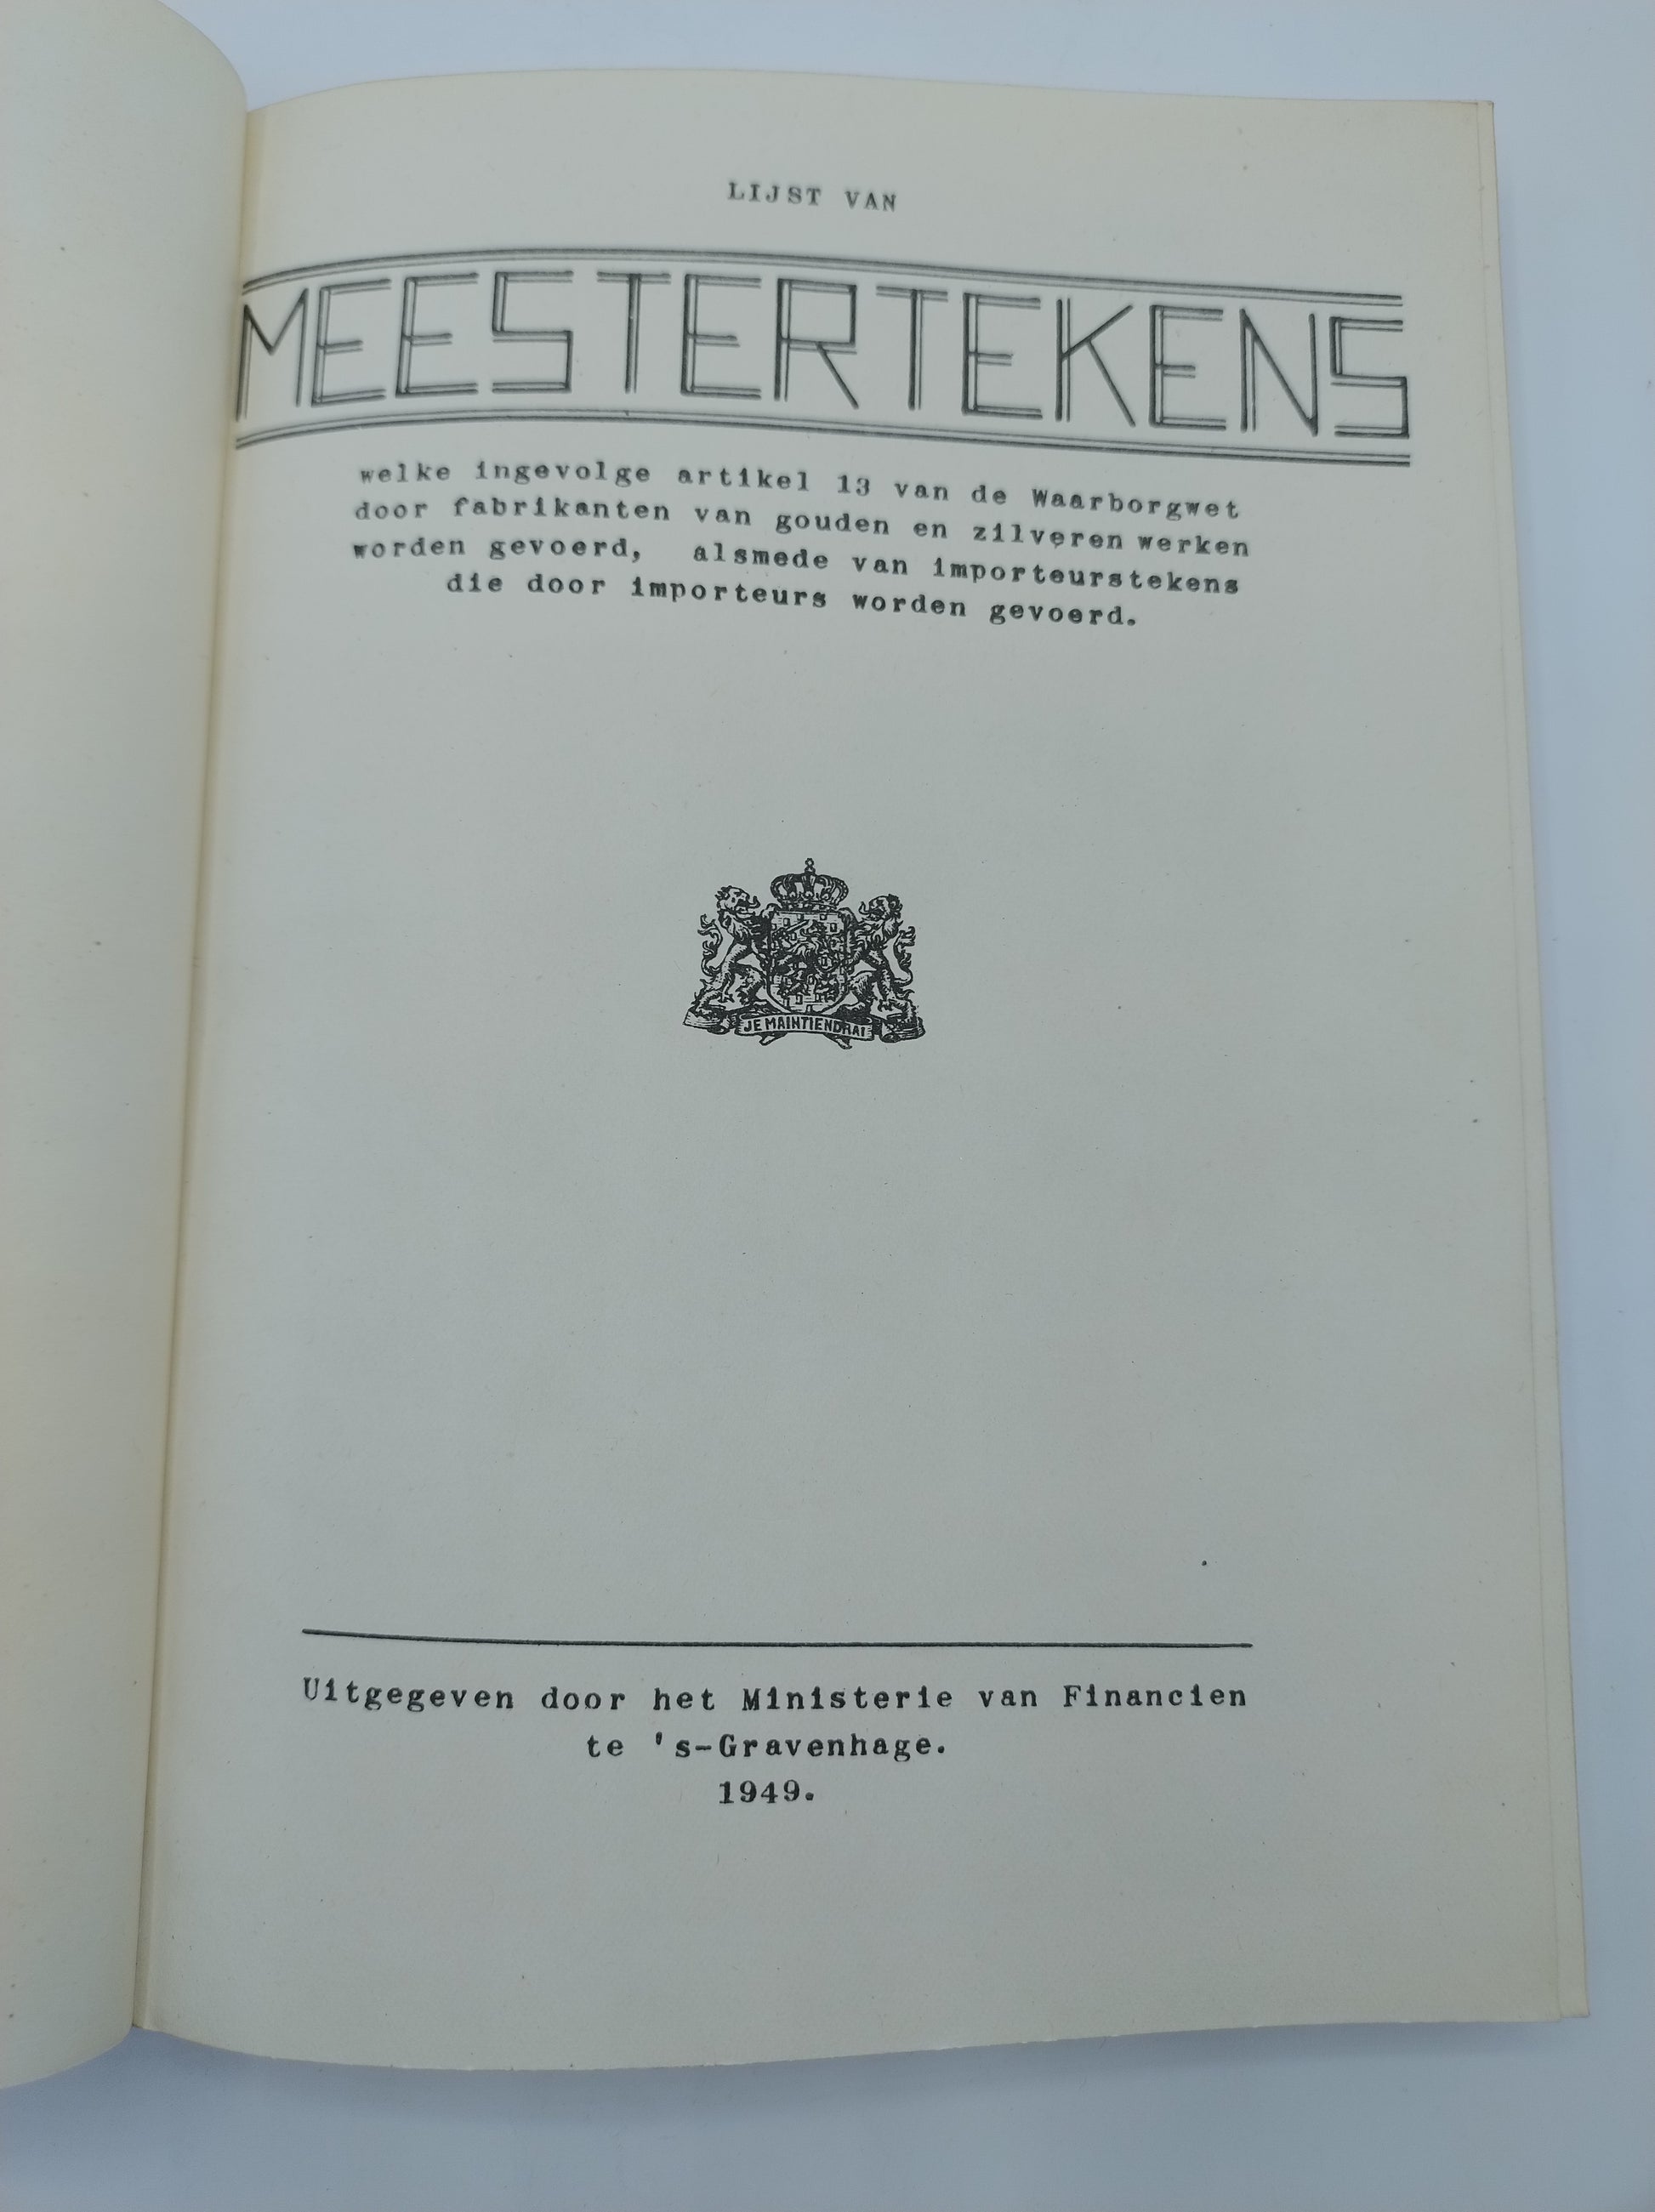 LIJST VAN
MEESTERTEKENS
welke ingevolge artikel 13 van de Waarborgwet
door fabrikanten van gouden en zilveren werken
worden gevoerd, alsmede van importeurstekens
die door importeurs worden gevoerd.
JE MAINTIENDRAI
Uitgegeven door het Ministerie van Financien
te 's-Gravenhage.
1949.